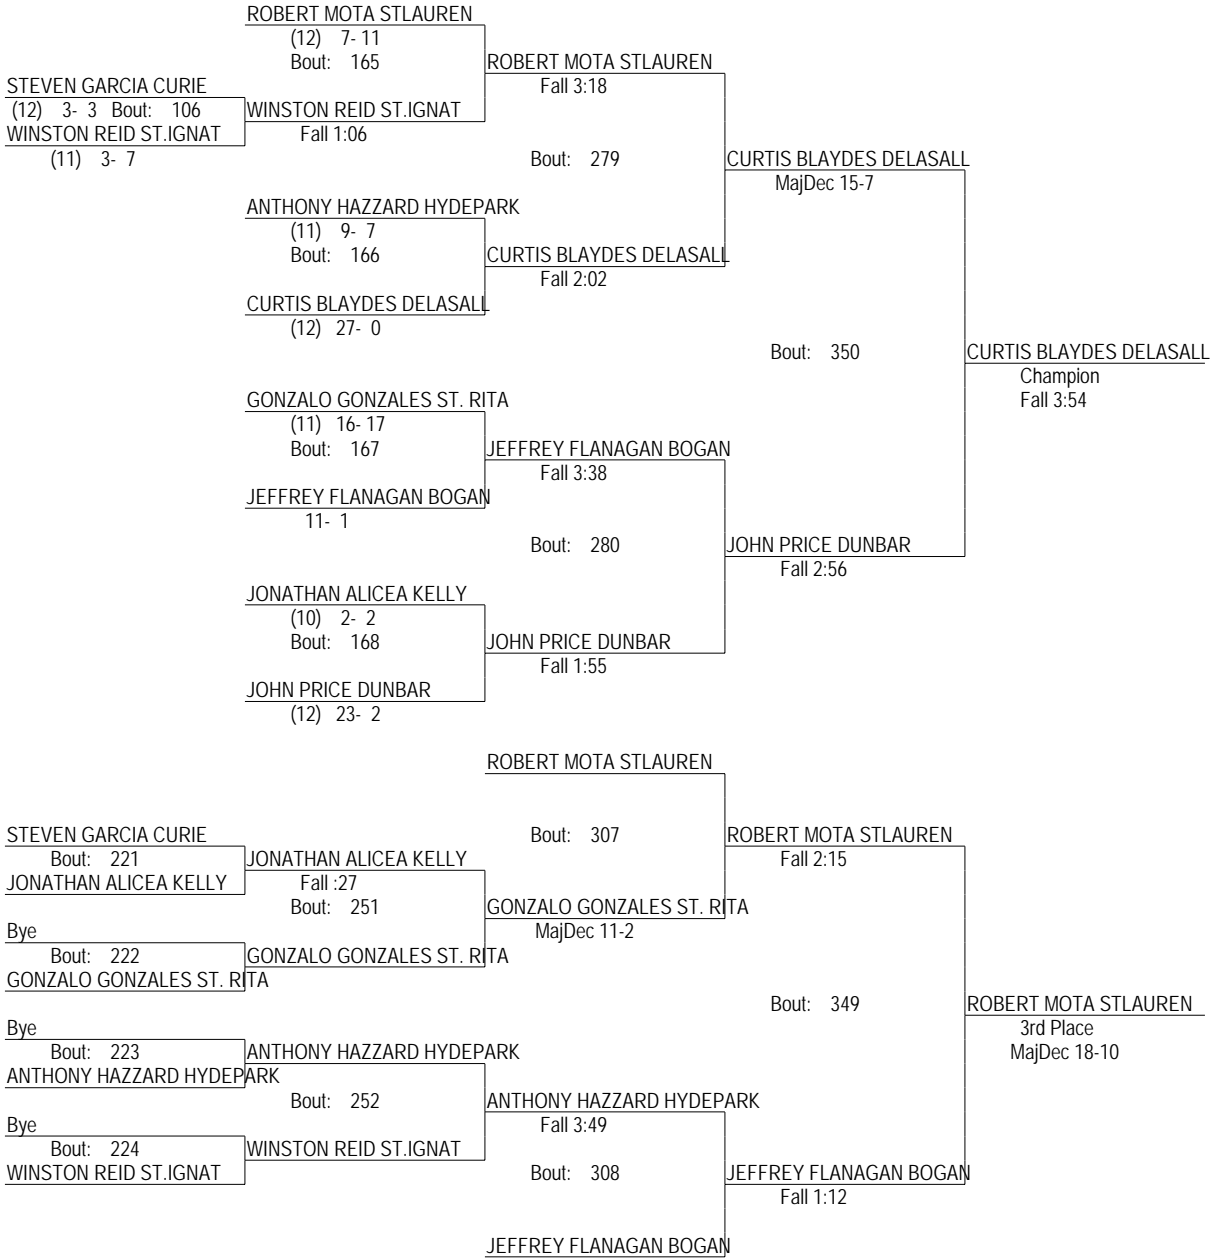 ROBERT MOTA STLAUREN
(12) 7- 11
Bout: 165
ROBERT MOTA STLAUREN
Fall 3:18
STEVEN GARCIA CURIE
(12) 3- 3 Bout: 106
WINSTON REID ST.IGNAT
Fall 1:06
WINSTON REID ST.IGNAT
(11) 3- 7
Bout: 279
CURTIS BLAYDES DELASALL
MajDec 15-7
ANTHONY HAZZARD HYDEPARK
(11) 9- 7
Bout: 166
CURTIS BLAYDES DELASALL
Fall 2:02
CURTIS BLAYDES DELASALL
(12) 27- 0
Bout: 350
CURTIS BLAYDES DELASALL
Champion
Fall 3:54
GONZALO GONZALES ST. RITA
(11) 16- 17
Bout: 167
JEFFREY FLANAGAN BOGAN
Fall 3:38
JEFFREY FLANAGAN BOGAN
11- 1
Bout: 280
JOHN PRICE DUNBAR
Fall 2:56
JONATHAN ALICEA KELLY
(10) 2- 2
Bout: 168
JOHN PRICE DUNBAR
Fall 1:55
JOHN PRICE DUNBAR
(12) 23- 2
ROBERT MOTA STLAUREN
Bout: 307
ROBERT MOTA STLAUREN
Fall 2:15
STEVEN GARCIA CURIE
Bout: 221
JONATHAN ALICEA KELLY
JONATHAN ALICEA KELLY
Fall :27
Bout: 251
GONZALO GONZALES ST. RITA
MajDec 11-2
Bye
Bout: 222
GONZALO GONZALES ST. RITA
GONZALO GONZALES ST. RITA
Bout: 349
ROBERT MOTA STLAUREN
3rd Place
MajDec 18-10
Bye
Bout: 223
ANTHONY HAZZARD HYDEPARK
ANTHONY HAZZARD HYDEPARK
Bout: 252
ANTHONY HAZZARD HYDEPARK
Fall 3:49
Bye
Bout: 224
WINSTON REID ST.IGNAT
WINSTON REID ST.IGNAT
Bout: 308
JEFFREY FLANAGAN BOGAN
Fall 1:12
JEFFREY FLANAGAN BOGAN